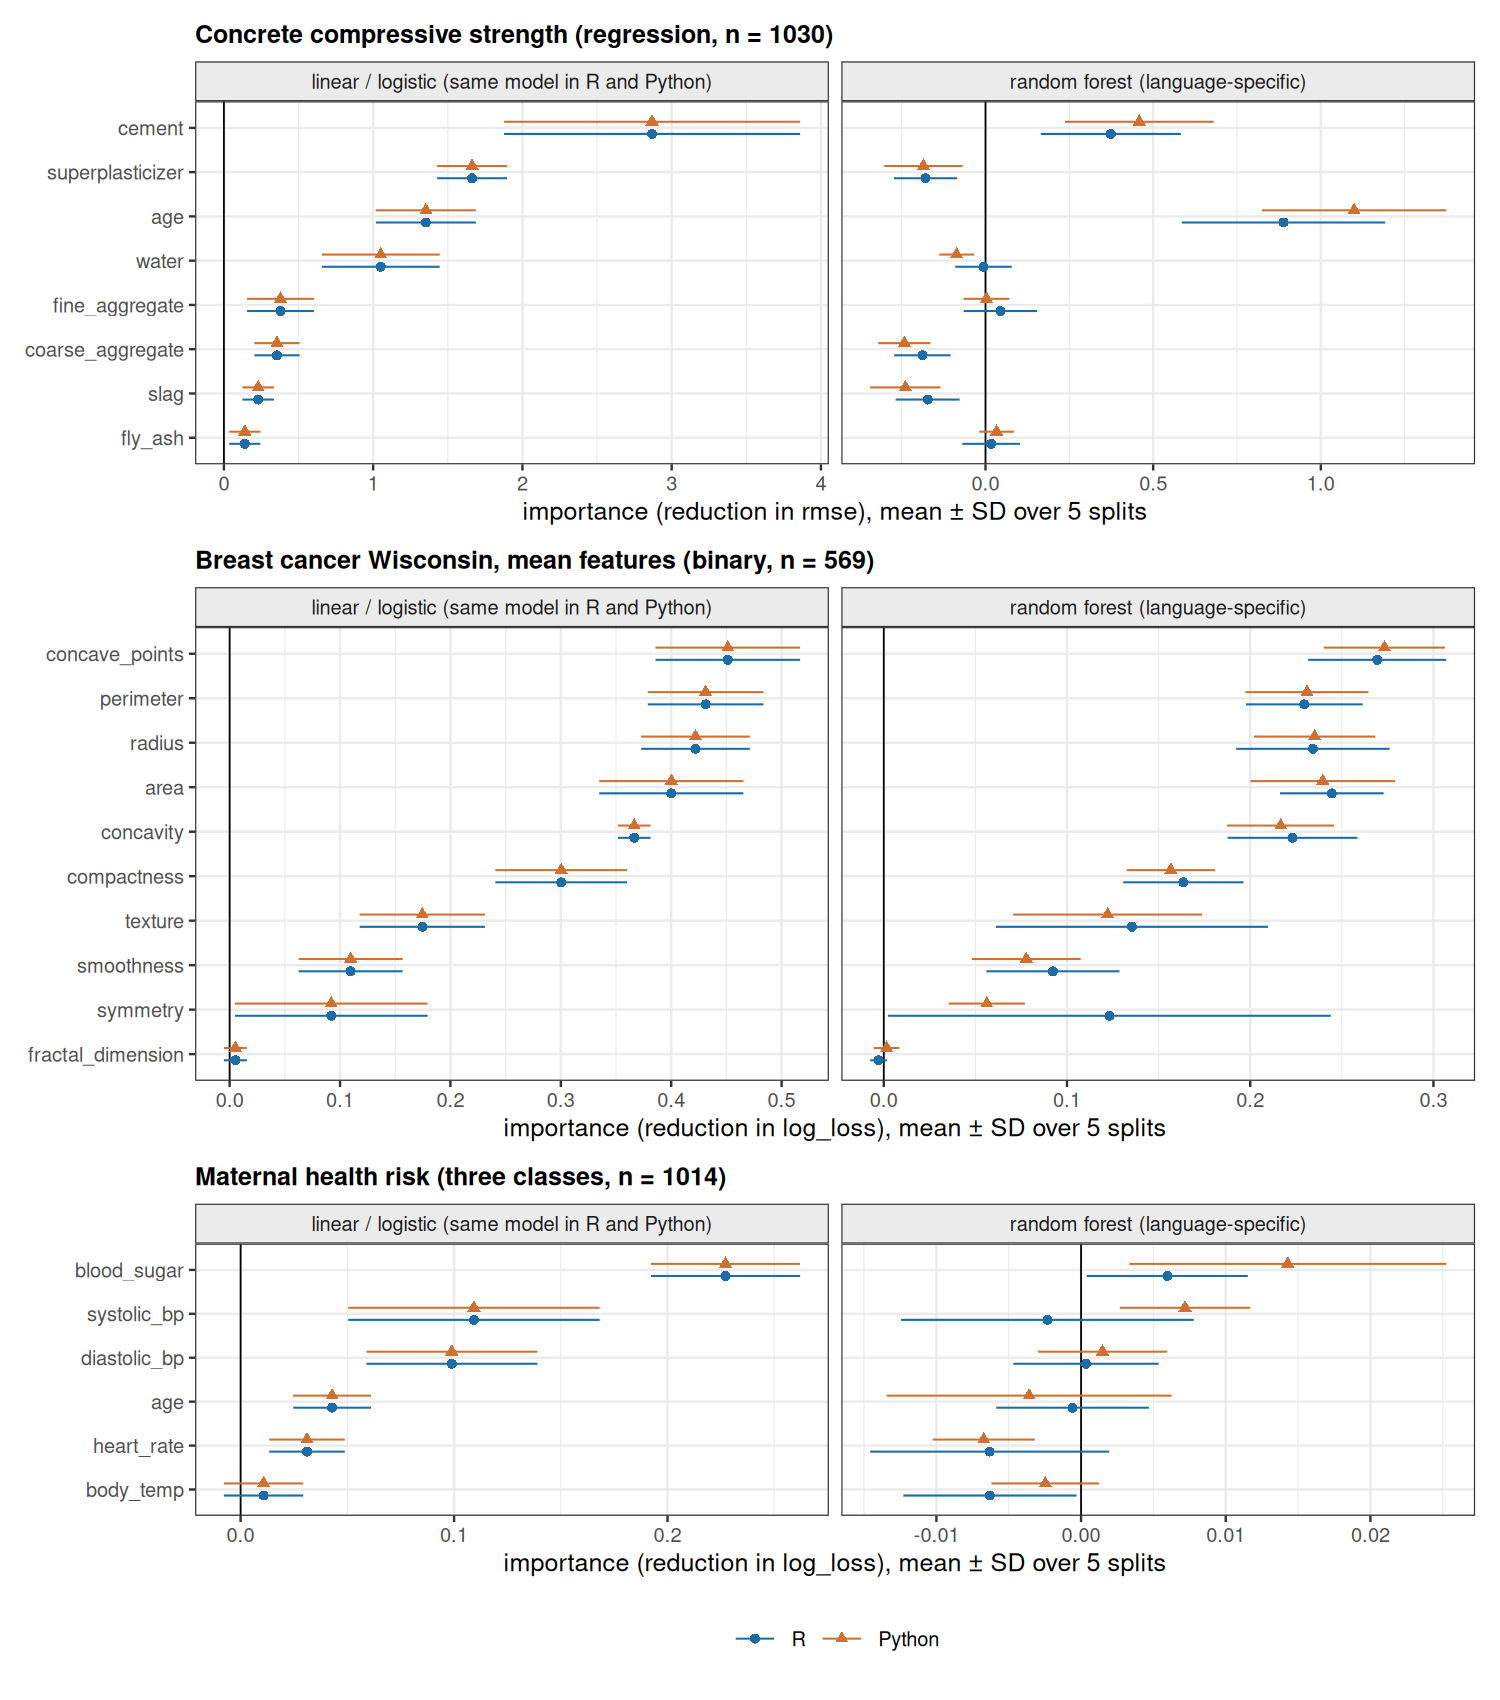 Concrete compressive strength (regression, n = 1030)
linear / logistic (same model in R and Python)
random forest (language-specific)
cement
superplasticizer
age
water
fine_aggregate
coarse_aggregate
slag
fly_ash
0 1 2 3 4
0.0 0.5 1.0
importance (reduction in rmse), mean ± SD over 5 splits
Breast cancer Wisconsin, mean features (binary, n = 569)
linear / logistic (same model in R and Python)
random forest (language-specific)
concave_points
perimeter
radius
area
concavity
compactness
texture
smoothness
symmetry
fractal_dimension
0.0 0.1 0.2 0.3 0.4 0.5
0.0 0.1 0.2 0.3
importance (reduction in log_loss), mean ± SD over 5 splits
Maternal health risk (three classes, n = 1014)
linear / logistic (same model in R and Python)
random forest (language-specific)
blood_sugar
systolic_bp
diastolic_bp
age
heart_rate
body_temp
0.0 0.1 0.2
-0.01 0.00 0.01 0.02
importance (reduction in log_loss), mean ± SD over 5 splits
R Python